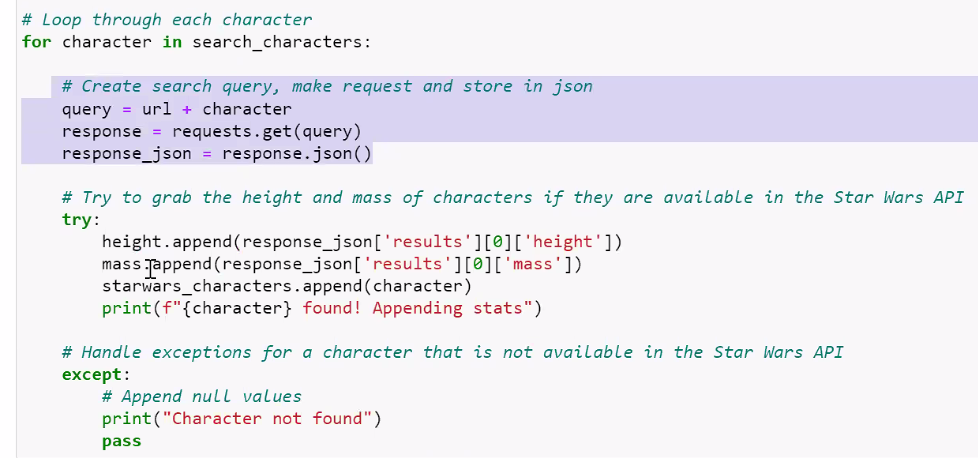 # Loop through each character
for character in search_characters:
# Create search query, make request and store in json
query = url + character
response = requests.get(query)
response_json = response.json()
# Try to grab the height and mass of characters if they are available in the Star Wars API
try:
height.append(response_json['results'][0]['height'])
mass.append(response_json['results'][0]['mass'])
starwars_characters.append(character)
print(f"{character} found! Appending stats")
# Handle exceptions for a character that is not available in the Star Wars API
except:
# Append null values
print("Character not found")
pass